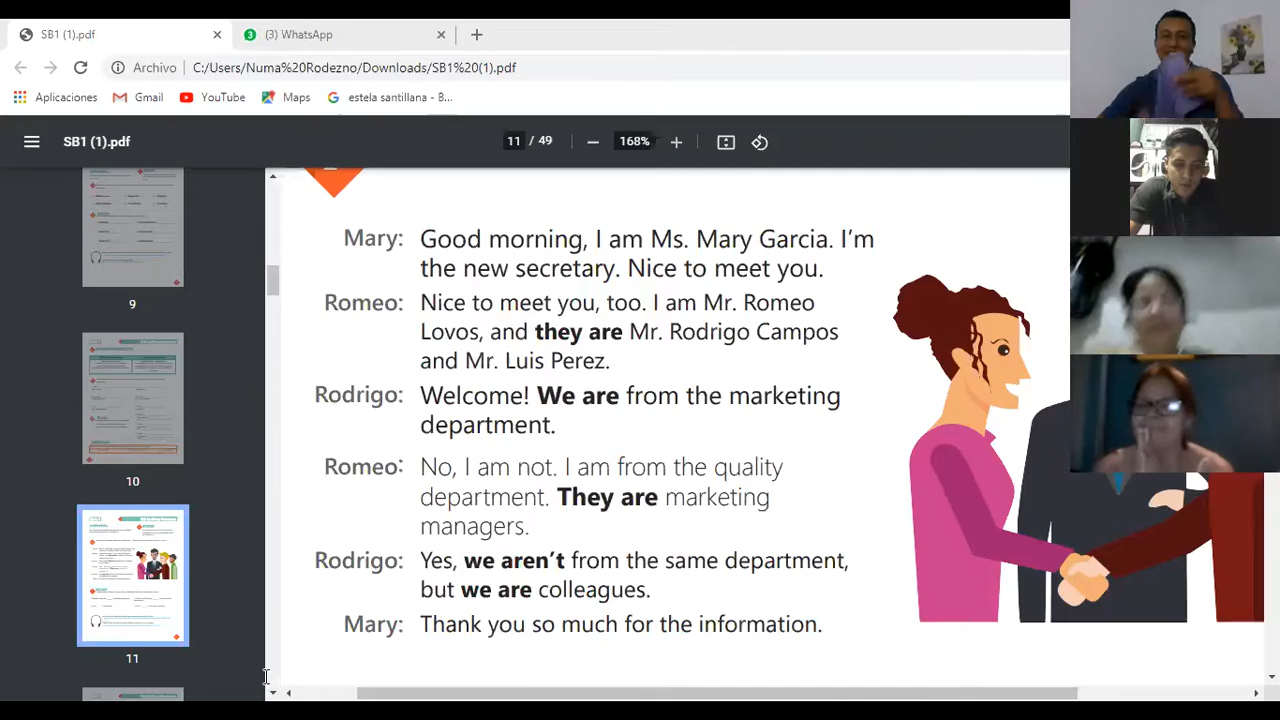 SB1 (1).pdf
(3) WhatsApp
Archivo
C:/Users/Numa%20Rodezno/Downloads/SB1%20(1).pdf
Aplicaciones
Gmail
YouTube
Maps
estela santillana - B...
SB1 (1).pdf
11 / 49
168%
9
10
11
Mary: Good morning, I am Ms. Mary Garcia. I'm
the new secretary. Nice to meet you.
Romeo: Nice to meet you, too. I am Mr. Romeo
Lovos, and they are Mr. Rodrigo Campos
and Mr. Luis Perez.
Rodrigo: Welcome! We are from the marketing
department.
Romeo: No, I am not. I am from the quality
department. They are marketing
managers.
Rodrigo: Yes, we aren't from the same department,
but we are colleagues.
Mary: Thank you so much for the information.